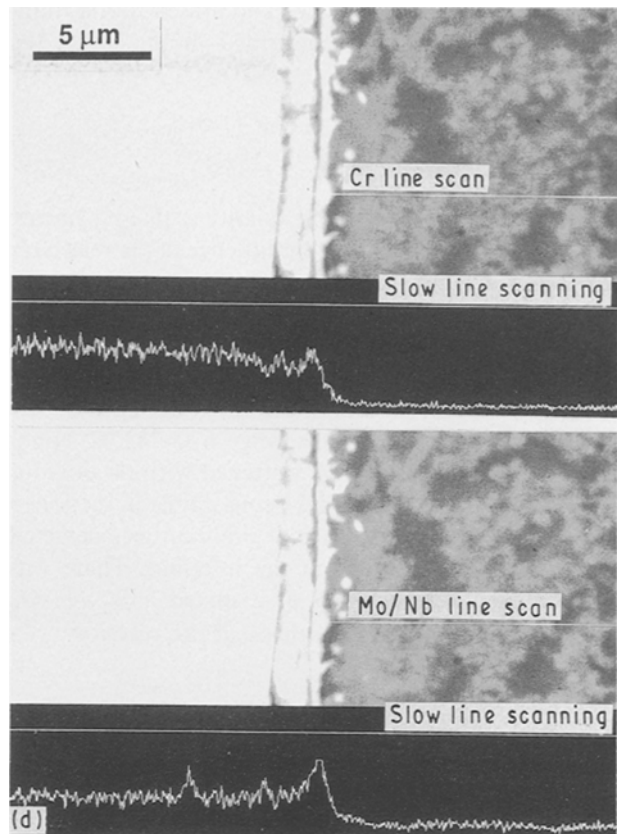 5 μm
Cr line scan
Slow line scanning
Mo/Nb line scan
Slow line scanning
(d)